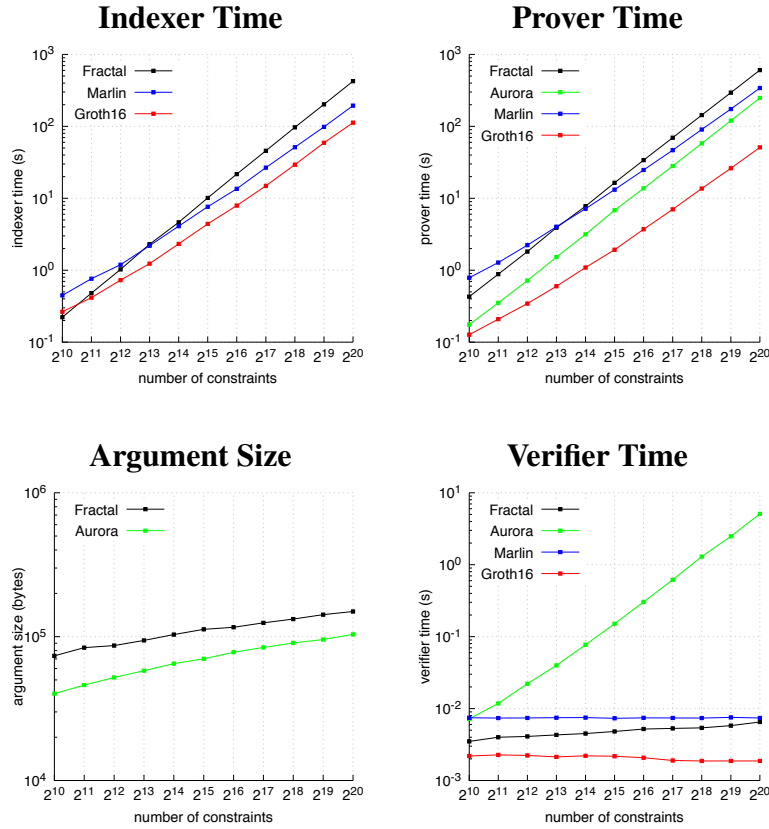 Indexer Time
10^3
10^2
10^1
10^0
10^-1
indexer time (s)
Fractal
Marlin
Groth16
2^10 2^11 2^12 2^13 2^14 2^15 2^16 2^17 2^18 2^19 2^20
number of constraints
Prover Time
10^3
10^2
10^1
10^0
10^-1
prover time (s)
Fractal
Aurora
Marlin
Groth16
2^10 2^11 2^12 2^13 2^14 2^15 2^16 2^17 2^18 2^19 2^20
number of constraints
Argument Size
10^6
10^5
10^4
argument size (bytes)
Fractal
Aurora
2^10 2^11 2^12 2^13 2^14 2^15 2^16 2^17 2^18 2^19 2^20
number of constraints
Verifier Time
10^1
10^0
10^-1
10^-2
10^-3
verifier time (s)
Fractal
Aurora
Marlin
Groth16
2^10 2^11 2^12 2^13 2^14 2^15 2^16 2^17 2^18 2^19 2^20
number of constraints